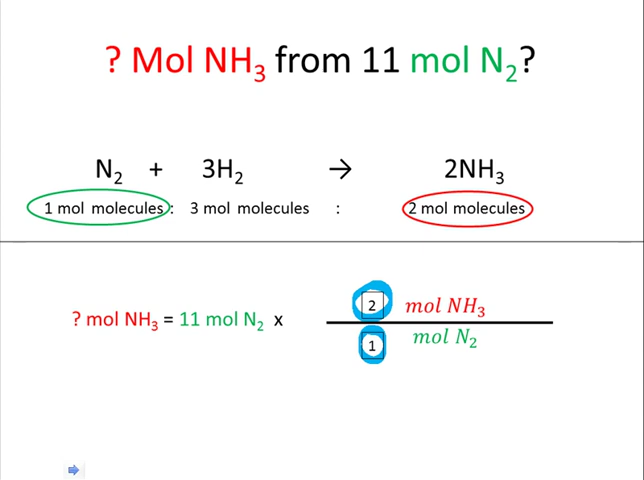 ? Mol NH₃ from 11 mol N₂?
N₂ + 3H₂ → 2NH₃
1 mol molecules : 3 mol molecules : 2 mol molecules
? mol NH₃ = 11 mol N₂ x
2 mol NH₃
1 mol N₂